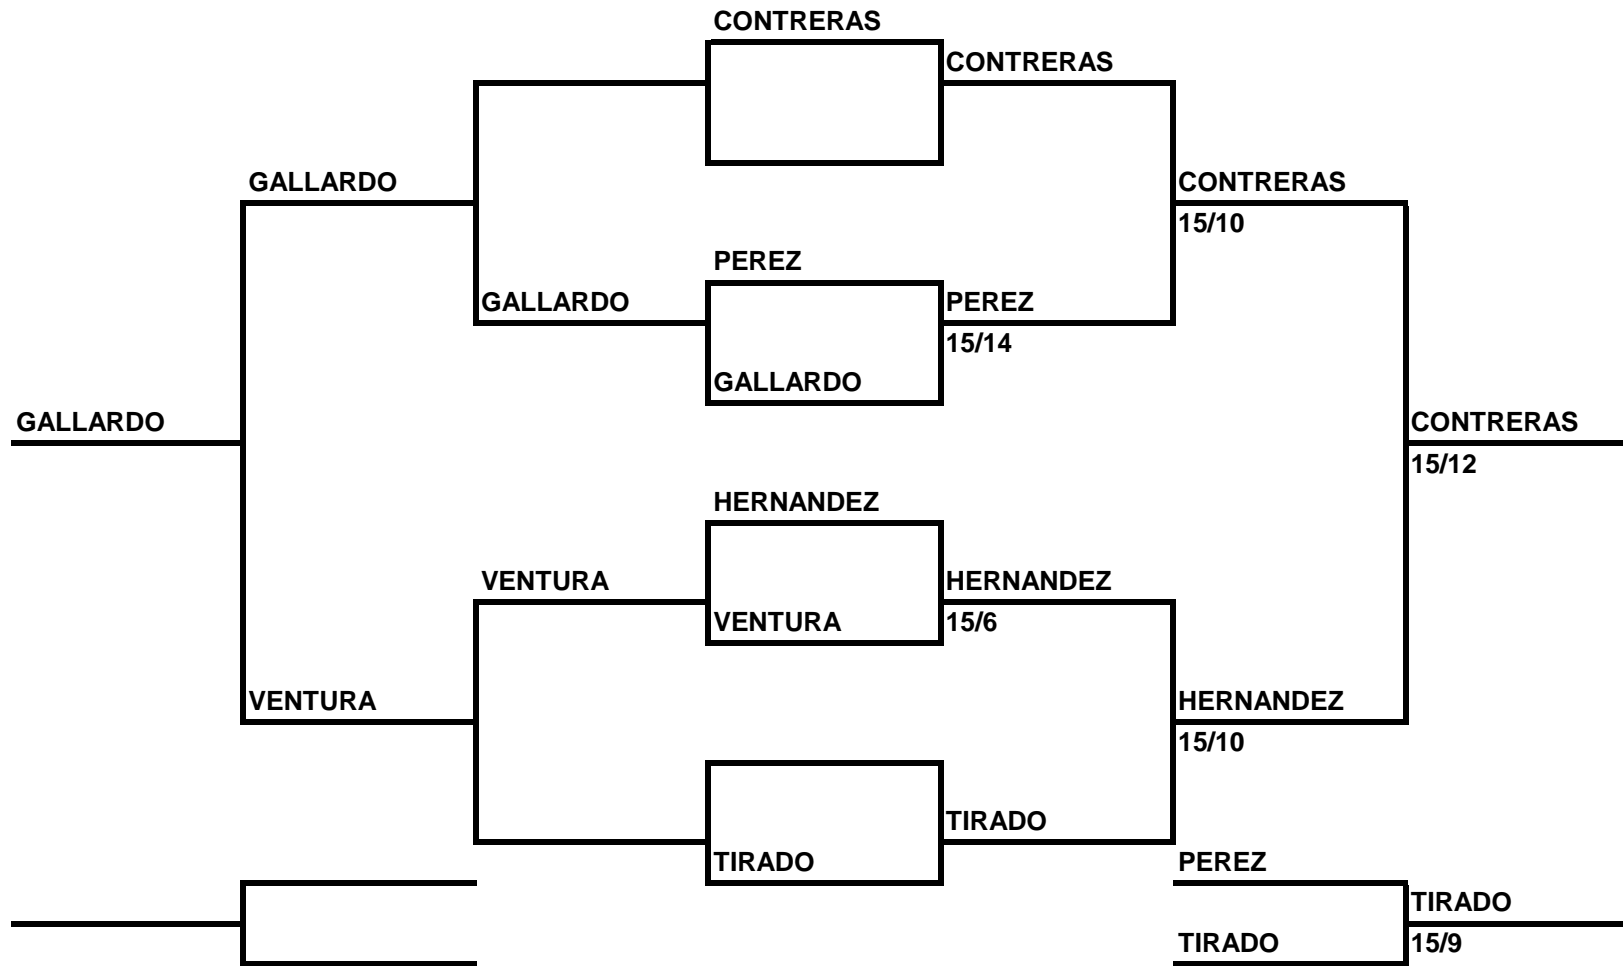 CONTRERAS
CONTRERAS
GALLARDO
CONTRERAS
15/10
PEREZ
GALLARDO
PEREZ
15/14
GALLARDO
GALLARDO
CONTRERAS
15/12
HERNANDEZ
VENTURA
HERNANDEZ
VENTURA
15/6
VENTURA
HERNANDEZ
15/10
TIRADO
TIRADO
PEREZ
TIRADO
TIRADO
15/9